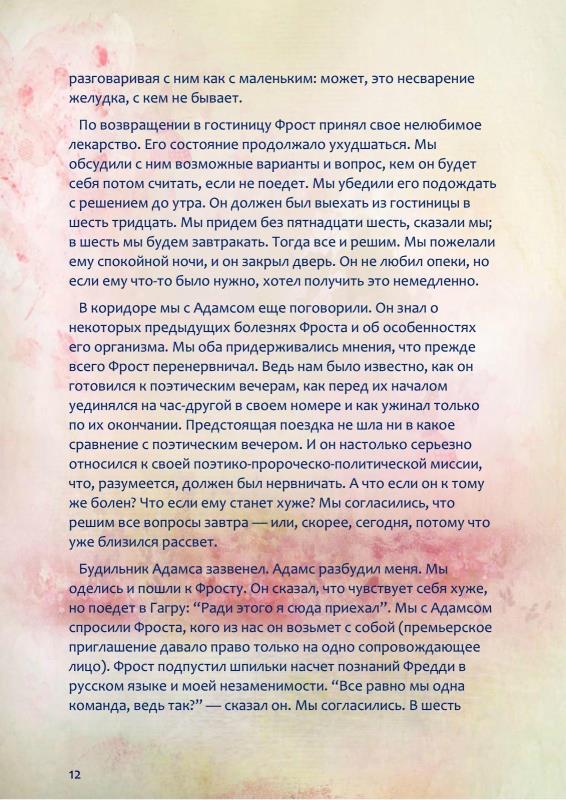 разговаривая с ним как с маленьким: может, это несварение
желудка, с кем не бывает.
По возвращении в гостиницу Фрост принял свое нелюбимое
лекарство. Его состояние продолжало ухудшаться. Мы
обсудили с ним возможные варианты и вопрос, кем он будет
себя потом считать, если не поедет. Мы убедили его подождать
с решением до утра. Он должен был выехать из гостиницы в
шесть тридцать. Мы придем без пятнадцати шесть, сказали мы;
в шесть мы будем завтракать. Тогда все и решим. Мы пожелали
ему спокойной ночи, и он закрыл дверь. Он не любил опеки, но
если ему что-то было нужно, хотел получить это немедленно.
В коридоре мы с Адамсом еще поговорили. Он знал о
некоторых предыдущих болезнях Фроста и об особенностях
его организма. Мы оба придерживались мнения, что прежде
всего Фрост перенервничал. Ведь нам было известно, как он
готовился к поэтическим вечерам, как перед их началом
уединялся на час-другой в своем номере и как ужинал только
по их окончании. Предстоящая поездка не шла ни в какое
сравнение с поэтическим вечером. И он настолько серьезно
относился к своей поэтико-пророческо-политической миссии,
что, разумеется, должен был нервничать. А что если он к тому
же болен? Что если ему станет хуже? Мы согласились, что
решим все вопросы завтра — или, скорее, сегодня, потому что
уже близился рассвет.
Будильник Адамса зазвенел. Адамс разбудил меня. Мы
оделись и пошли к Фросту. Он сказал, что чувствует себя хуже,
но поедет в Гагру: “Ради этого я сюда приехал”. Мы с Адамсом
спросили Фроста, кого из нас он возьмет с собой (премьерское
приглашение давало право только на одно сопровождающее
лицо). Фрост подпустил шпильки насчет познаний Фредди в
русском языке и моей незаменимости. “Все равно мы одна
команда, ведь так?” — сказал он. Мы согласились. В шесть
12